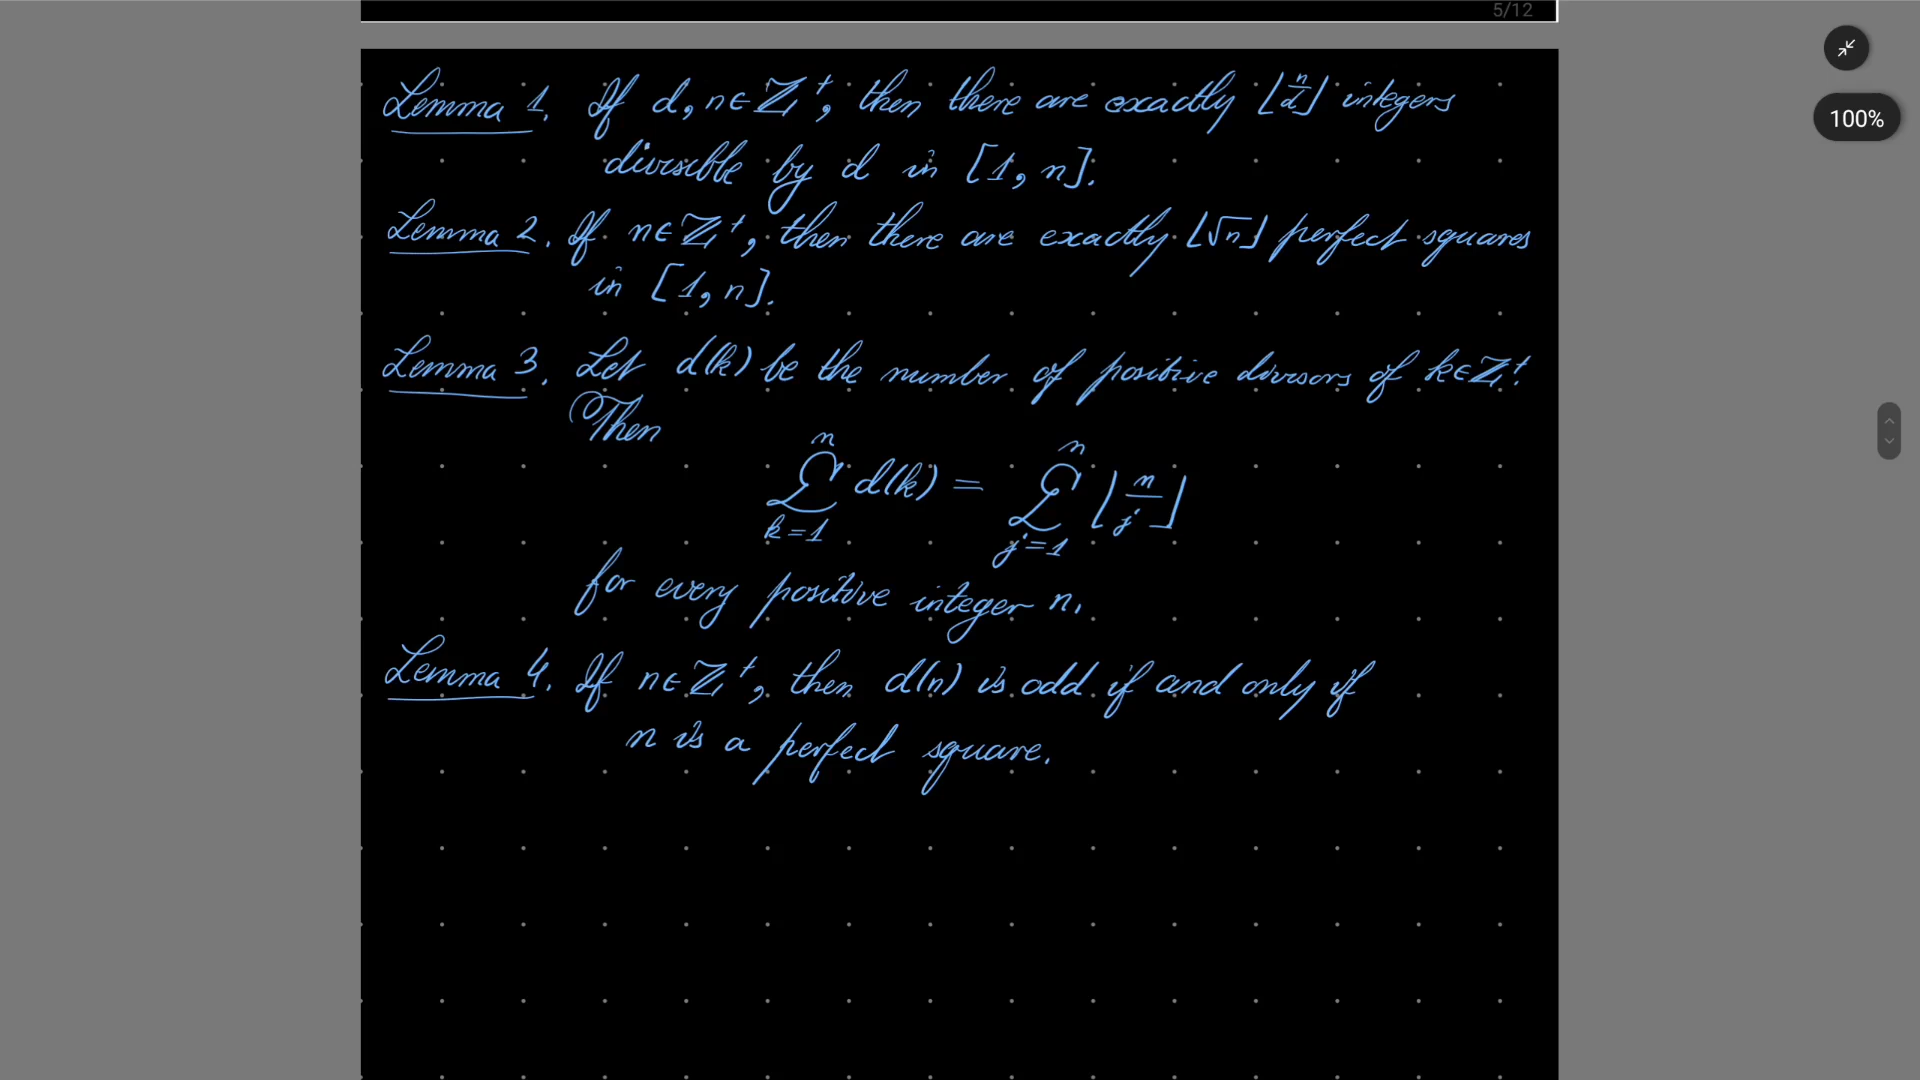 5/12
100%
Lemma 1. If d, n ∈ ℤ⁺, then there are exactly ⌊n/d⌋ integers
divisible by d in [1, n].
Lemma 2. If n ∈ ℤ⁺, then there are exactly ⌊√n⌋ perfect squares
in [1, n].
Lemma 3. Let d(k) be the number of positive divisors of k ∈ ℤ⁺.
Then
∑_{k=1}^{n} d(k) = ∑_{j=1}^{n} ⌊n/j⌋
for every positive integer n.
Lemma 4. If n ∈ ℤ⁺, then d(n) is odd if and only if
n is a perfect square.